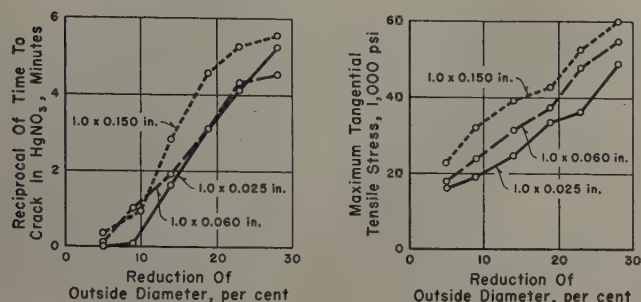 Reciprocal Of Time To
Crack In HgNO₃, Minutes
6
4
2
0
0
10
20
30
1.0 x 0.150 in.
1.0 x 0.025 in.
1.0 x 0.060 in.
Reduction Of
Outside Diameter, per cent
Maximum Tangential
Tensile Stress, 1,000 psi
60
40
20
0
0
10
20
30
1.0 x 0.150 in.
1.0 x 0.060 in.
1.0 x 0.025 in.
Reduction Of
Outside Diameter, per cent